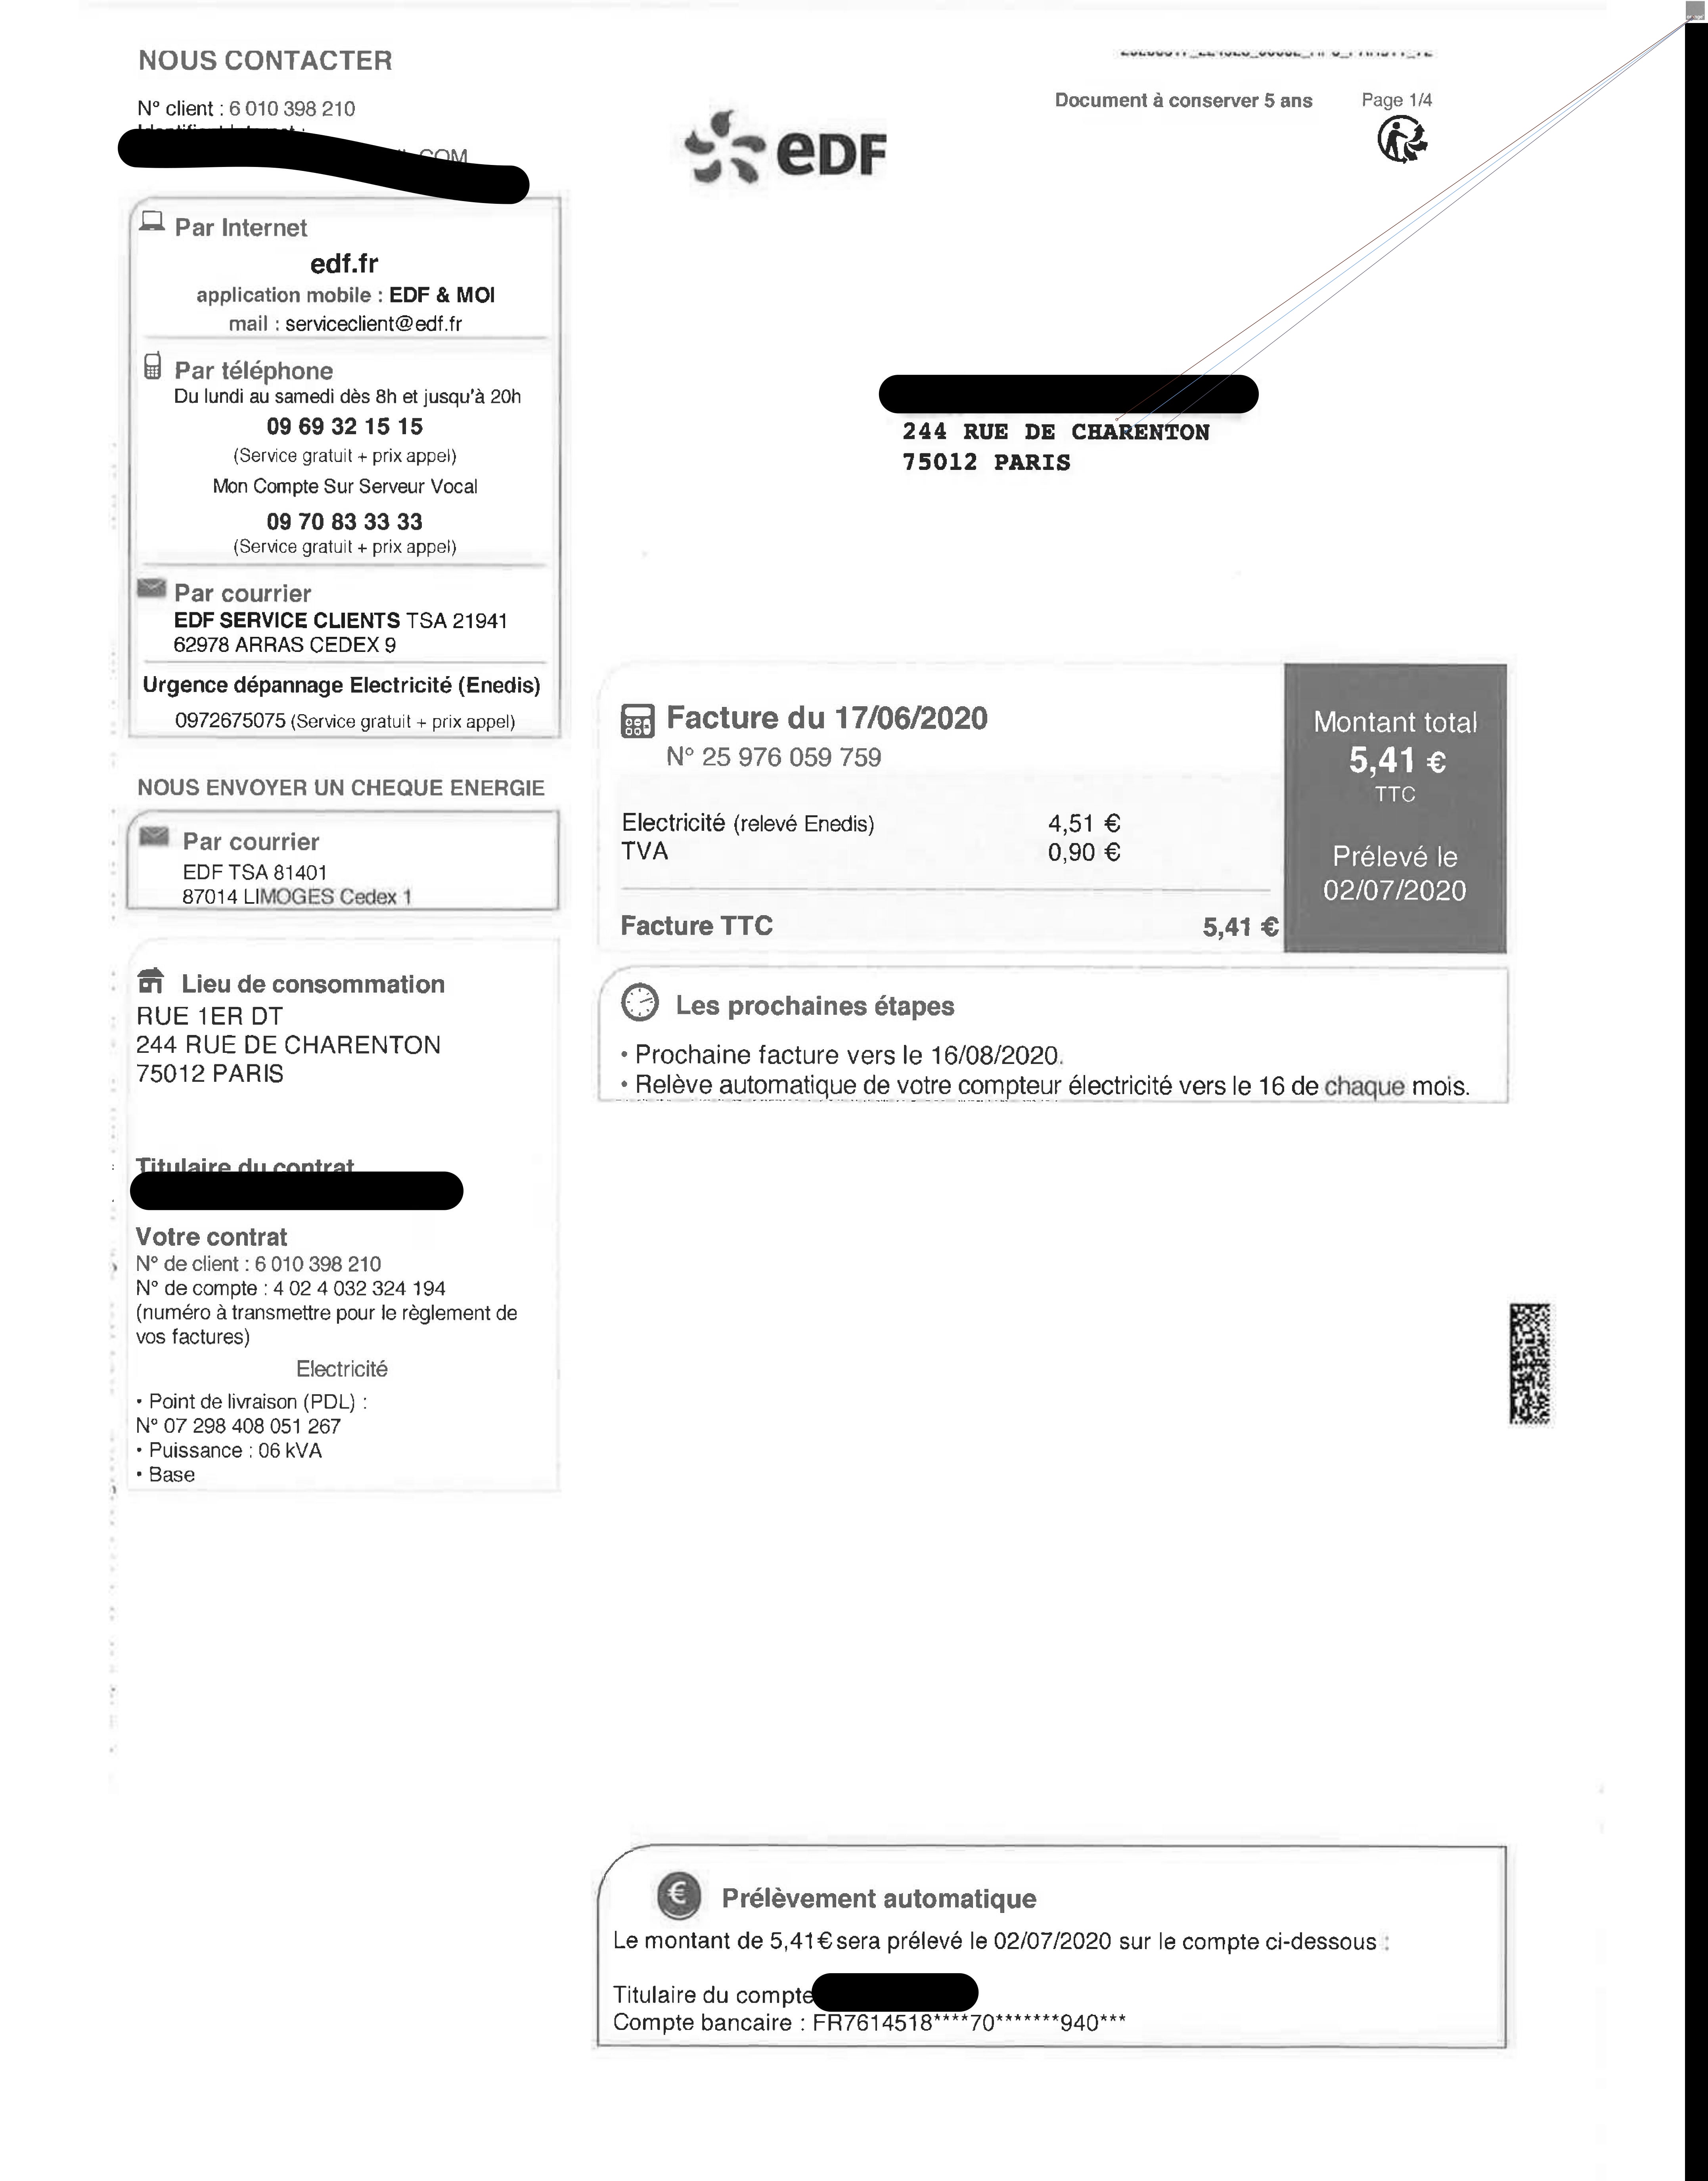 NOUS CONTACTER
N° client : 6 010 398 210
COM
Par Internet
edf.fr
application mobile : EDF & MOI
mail : serviceclient@edf.fr
Par téléphone
Du lundi au samedi dès 8h et jusqu'à 20h
09 69 32 15 15
(Service gratuit + prix appel)
Mon Compte Sur Serveur Vocal
09 70 83 33 33
(Service gratuit + prix appel)
Par courrier
EDF SERVICE CLIENTS TSA 21941
62978 ARRAS CEDEX 9
Urgence dépannage Electricité (Enedis)
0972675075 (Service gratuit + prix appel)
NOUS ENVOYER UN CHEQUE ENERGIE
Par courrier
EDF TSA 81401
87014 LIMOGES Cedex 1
Lieu de consommation
RUE 1ER DT
244 RUE DE CHARENTON
75012 PARIS
Titulaire du contrat
Votre contrat
N° de client : 6 010 398 210
N° de compte : 4 02 4 032 324 194
(numéro à transmettre pour le règlement de
vos factures)
Electricité
• Point de livraison (PDL) :
N° 07 298 408 051 267
• Puissance : 06 kVA
• Base
eDF
Document à conserver 5 ans
Page 1/4
244 RUE DE CHARENTON
75012 PARIS
Facture du 17/06/2020
N° 25 976 059 759
Electricité (relevé Enedis) 4,51 €
TVA 0,90 €
Facture TTC 5,41 €
Montant total
5,41 €
TTC
Prélevé le
02/07/2020
Les prochaines étapes
• Prochaine facture vers le 16/08/2020.
• Relève automatique de votre compteur électricité vers le 16 de chaque mois.
Prélèvement automatique
Le montant de 5,41 € sera prélevé le 02/07/2020 sur le compte ci-dessous :
Titulaire du compte
Compte bancaire : FR7614518****70*******940***